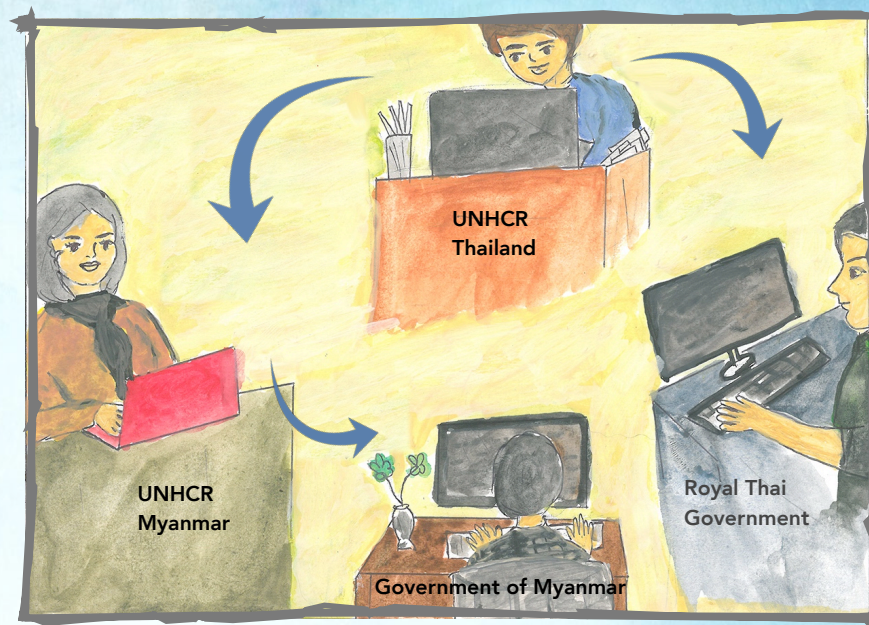 UNHCR
Thailand
UNHCR
Myanmar
Royal Thai
Government
Government of Myanmar